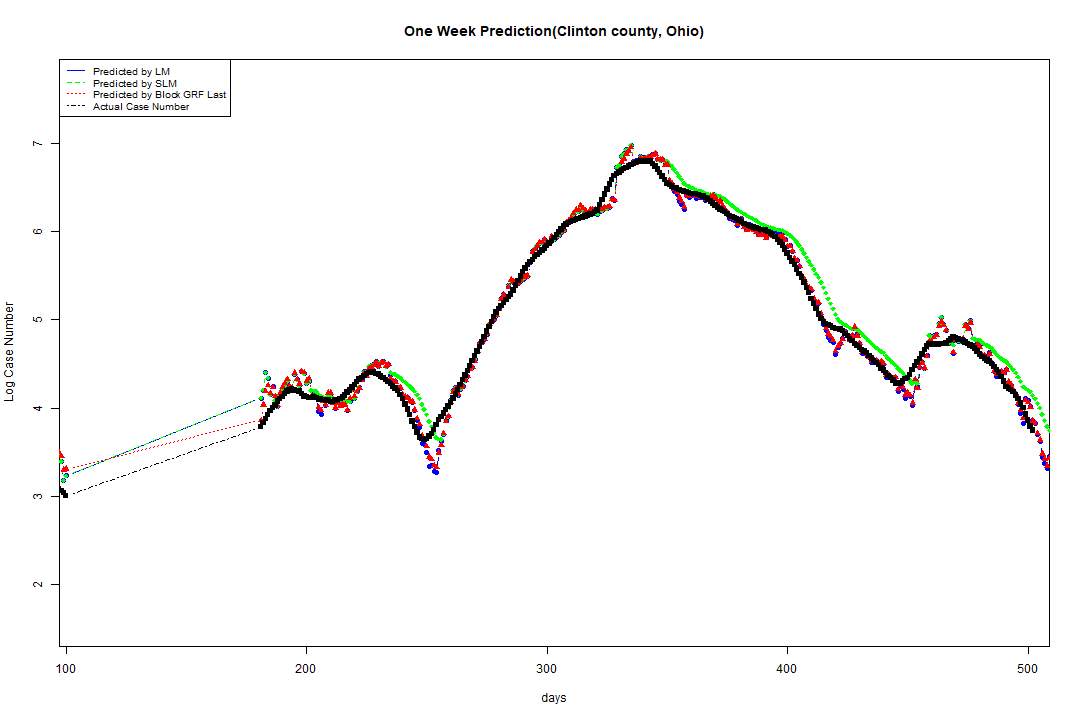 One Week Prediction(Clinton county, Ohio)
Predicted by LM
Predicted by SLM
Predicted by Block GRF Last
Actual Case Number
7
6
5
4
3
2
Log Case Number
100 200 300 400 500
days